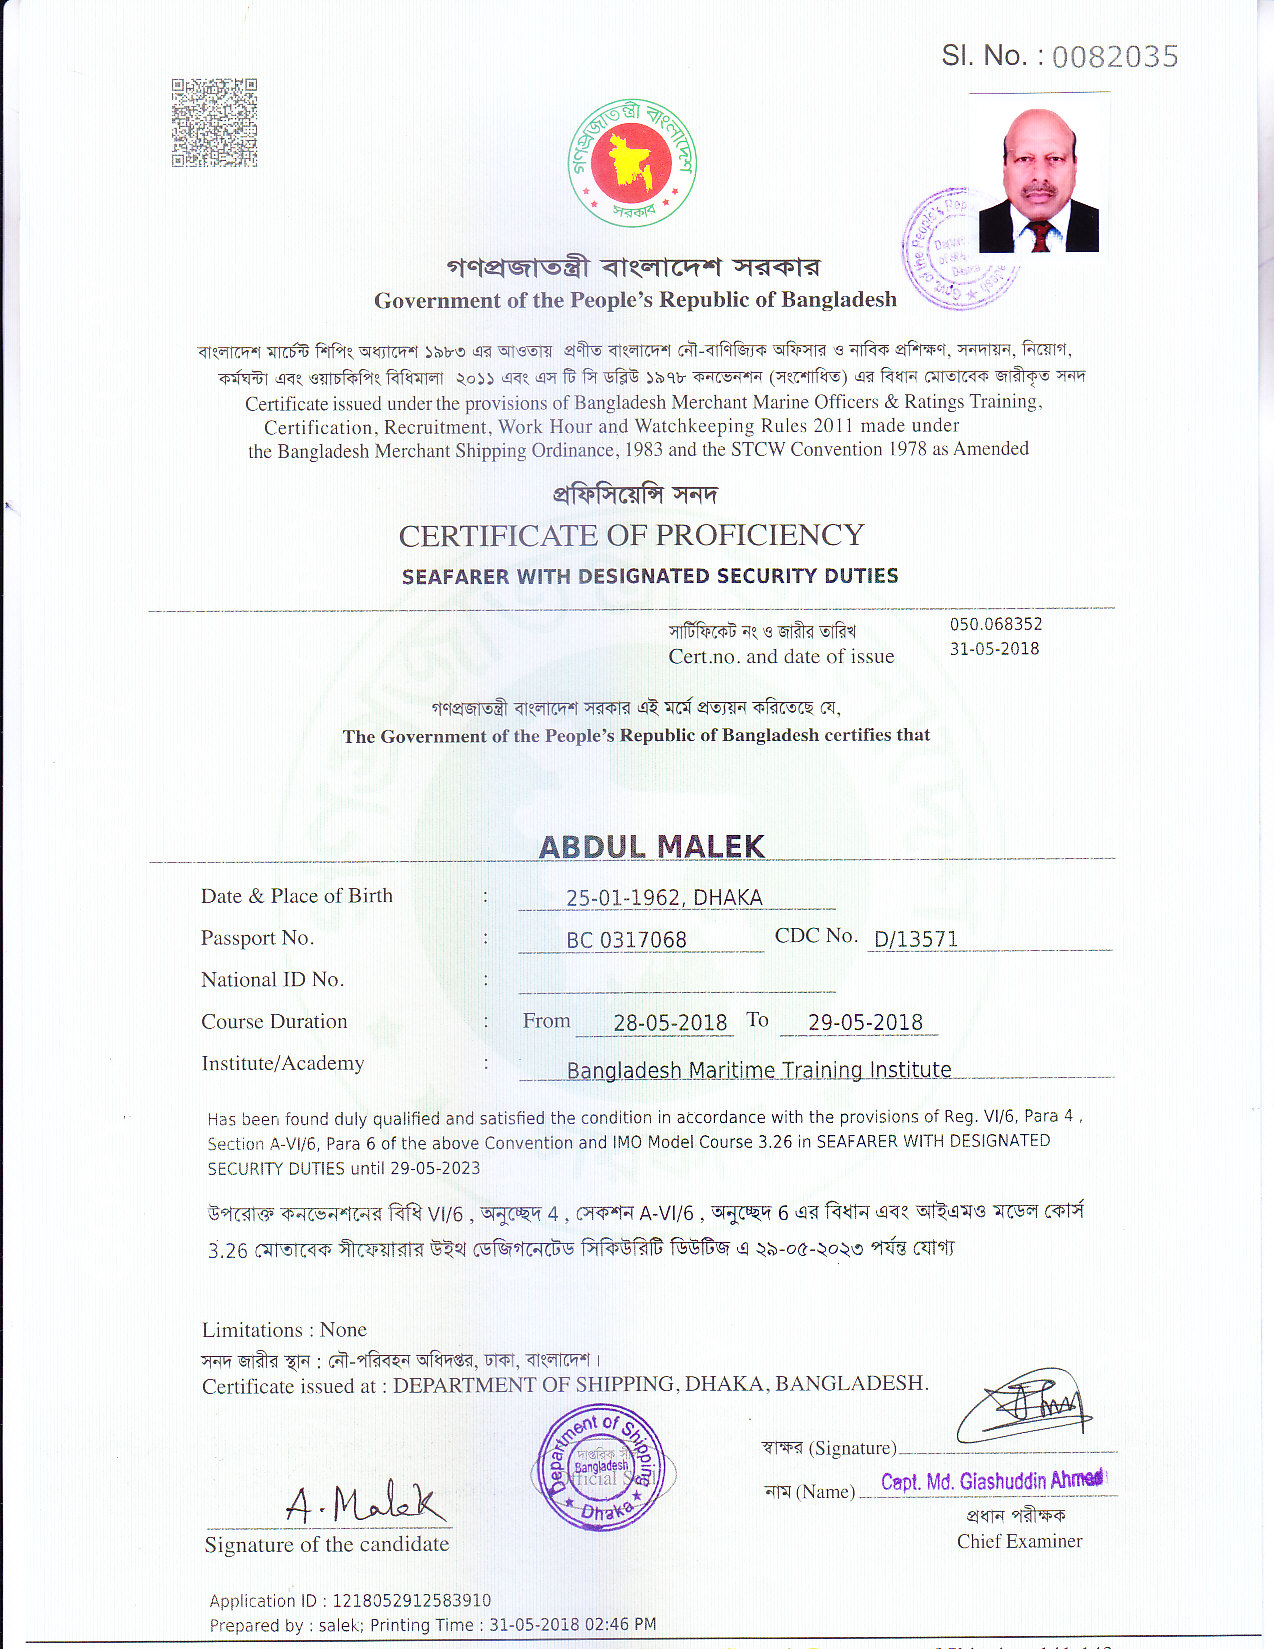 Sl. No. : 0082035
গণপ্রজাতন্ত্রী বাংলাদেশ
সরকার
গণপ্রজাতন্ত্রী বাংলাদেশ সরকার
Government of the People's Republic of Bangladesh
বাংলাদেশ মার্চেন্ট শিপিং অধ্যাদেশ ১৯৮৩ এর আওতায় প্রণীত বাংলাদেশ নৌ-বাণিজ্যিক অফিসার ও নাবিক প্রশিক্ষণ, সনদায়ন, নিয়োগ,
কর্মঘন্টা এবং ওয়াচকিপিং বিধিমালা ২০১১ এবং এস টি সি ডব্লিউ ১৯৭৮ কনভেনশন (সংশোধিত) এর বিধান মোতাবেক জারীকৃত সনদ
Certificate issued under the provisions of Bangladesh Merchant Marine Officers & Ratings Training,
Certification, Recruitment, Work Hour and Watchkeeping Rules 2011 made under
the Bangladesh Merchant Shipping Ordinance, 1983 and the STCW Convention 1978 as Amended
প্রফিসিয়েন্সি সনদ
CERTIFICATE OF PROFICIENCY
SEAFARER WITH DESIGNATED SECURITY DUTIES
সার্টিফিকেট নং ও জারীর তারিখ 050.068352
Cert.no. and date of issue 31-05-2018
গণপ্রজাতন্ত্রী বাংলাদেশ সরকার এই মর্মে প্রত্যয়ন করিতেছে যে,
The Government of the People's Republic of Bangladesh certifies that
ABDUL MALEK
Date & Place of Birth : 25-01-1962, DHAKA
Passport No. : BC 0317068 CDC No. D/13571
National ID No. :
Course Duration : From 28-05-2018 To 29-05-2018
Institute/Academy : Bangladesh Maritime Training Institute
Has been found duly qualified and satisfied the condition in accordance with the provisions of Reg. VI/6, Para 4 ,
Section A-VI/6, Para 6 of the above Convention and IMO Model Course 3.26 in SEAFARER WITH DESIGNATED
SECURITY DUTIES until 29-05-2023
উপরোক্ত কনভেনশনের বিধি VI/6 , অনুচ্ছেদ 4 , সেকশন A-VI/6 , অনুচ্ছেদ 6 এর বিধান এবং আইএমও মডেল কোর্স
3.26 মোতাবেক সীফেয়ারার উইথ ডেজিগনেটেড সিকিউরিটি ডিউটিজ এ ২৯-০৫-২০২৩ পর্যন্ত যোগ্য
Limitations : None
সনদ জারীর স্থান : নৌ-পরিবহন অধিদপ্তর, ঢাকা, বাংলাদেশ।
Certificate issued at : DEPARTMENT OF SHIPPING, DHAKA, BANGLADESH.
Department of Shipping
Bangladesh
Dhaka
স্বাক্ষর (Signature)
নাম (Name) Capt. Md. Giashuddin Ahmed
প্রধান পরীক্ষক
Chief Examiner
A. Malek
Signature of the candidate
Application ID : 1218052912583910
Prepared by : salek; Printing Time : 31-05-2018 02:46 PM